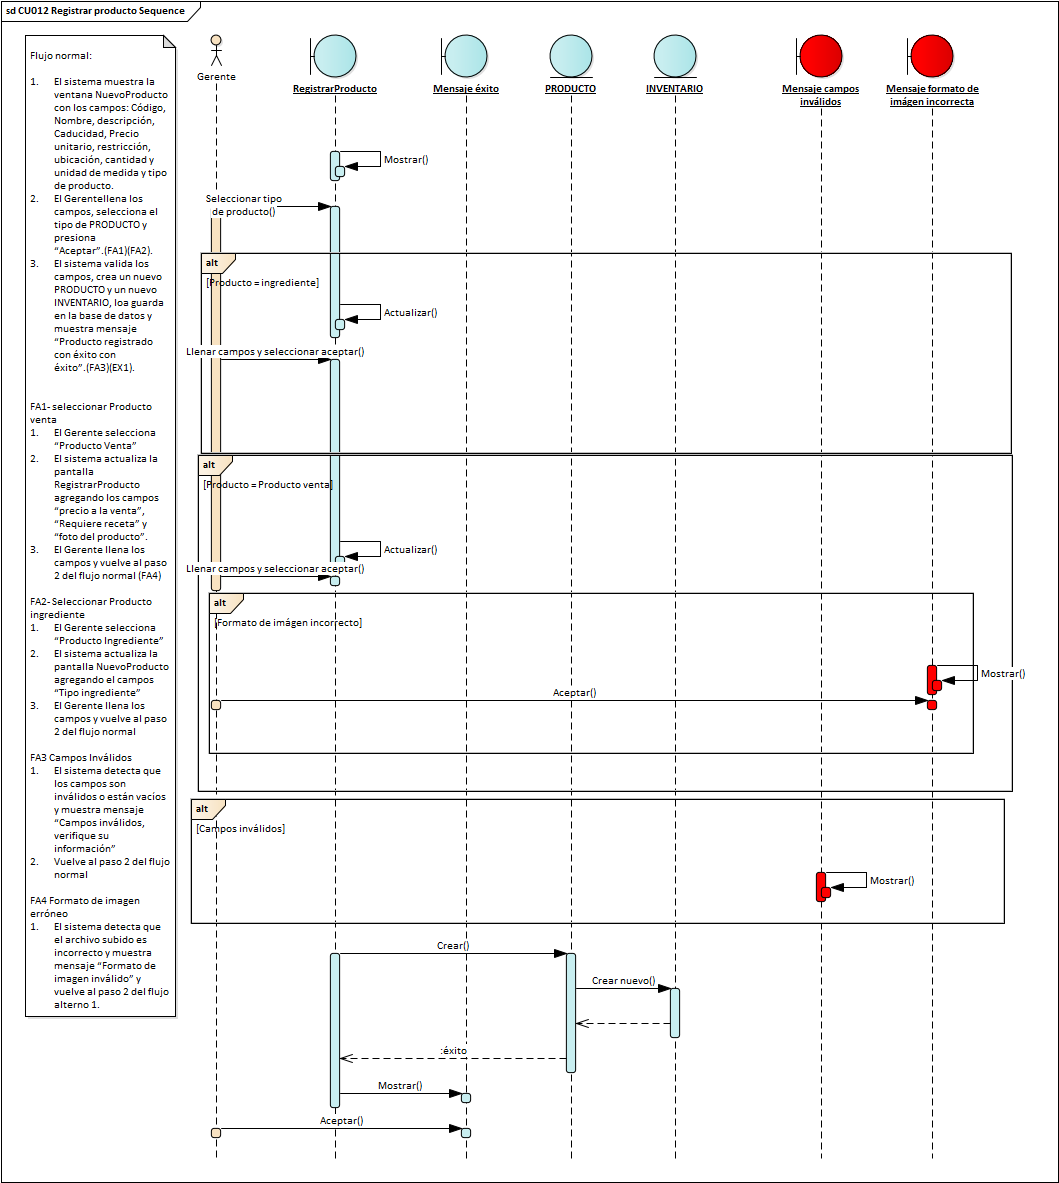 sd CU012 Registrar producto Sequence
Flujo normal:
1. El sistema muestra la
ventana NuevoProducto
con los campos: Código,
Nombre, descripción,
Caducidad, Precio
unitario, restricción,
ubicación, cantidad y
unidad de medida y tipo
de producto.
2. El Gerentellena los
campos, selecciona el
tipo de PRODUCTO y
presiona
“Aceptar”.(FA1)(FA2).
3. El sistema valida los
campos, crea un nuevo
PRODUCTO y un nuevo
INVENTARIO, loa guarda
en la base de datos y
muestra mensaje
“Producto registrado
con éxito con
éxito”.(FA3)(EX1).
FA1- seleccionar Producto
venta
1. El Gerente selecciona
“Producto Venta”
2. El sistema actualiza la
pantalla
RegistrarProducto
agregando los campos
“precio a la venta”,
“Requiere receta” y
“foto del producto”.
3. El Gerente llena los
campos y vuelve al paso
2 del flujo normal (FA4)
FA2- Seleccionar Producto
ingrediente
1. El Gerente selecciona
“Producto Ingrediente”
2. El sistema actualiza la
pantalla NuevoProducto
agregando el campos
“Tipo ingrediente”
3. El Gerente llena los
campos y vuelve al paso
2 del flujo normal
FA3 Campos Inválidos
1. El sistema detecta que
los campos son
inválidos o están vacíos
y muestra mensaje
“Campos inválidos,
verifique su
información”
2. Vuelve al paso 2 del flujo
normal
FA4 Formato de imagen
erróneo
1. El sistema detecta que
el archivo subido es
incorrecto y muestra
mensaje “Formato de
imagen inválido” y
vuelve al paso 2 del flujo
alterno 1.
Gerente
RegistrarProducto
Mensaje éxito
PRODUCTO
INVENTARIO
Mensaje campos
inválidos
Mensaje formato de
imágen incorrecta
Mostrar()
Seleccionar tipo
de producto()
alt
[Producto = ingrediente]
Actualizar()
Llenar campos y seleccionar aceptar()
alt
[Producto = Producto venta]
Actualizar()
Llenar campos y seleccionar aceptar()
alt
[Formato de imágen incorrecto]
Mostrar()
Aceptar()
alt
[Campos inválidos]
Mostrar()
Crear()
Crear nuevo()
:éxito
Mostrar()
Aceptar()